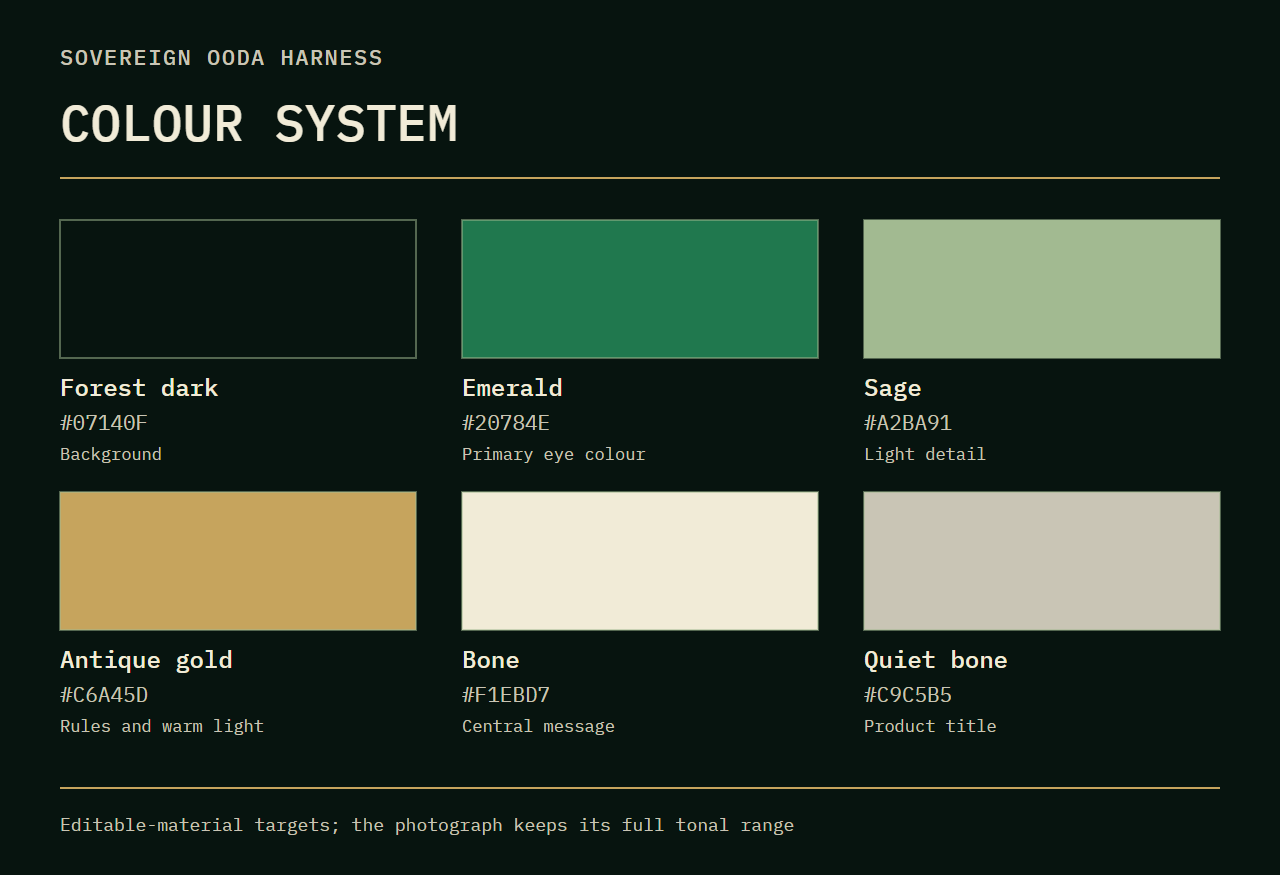 SOVEREIGN OODA HARNESS
COLOUR SYSTEM
Forest dark
#07140F
Background
Emerald
#20784E
Primary eye colour
Sage
#A2BA91
Light detail
Antique gold
#C6A45D
Rules and warm light
Bone
#F1EBD7
Central message
Quiet bone
#C9C5B5
Product title
Editable-material targets; the photograph keeps its full tonal range